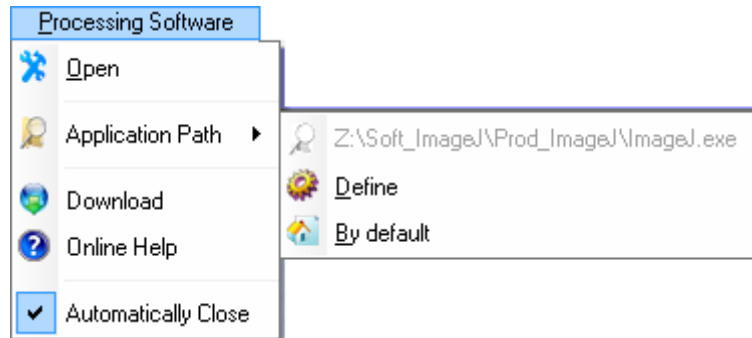 Processing Software
Open
Application Path
Z:\Soft_ImageJ\Prod_ImageJ\ImageJ.exe
Define
By default
Download
Online Help
Automatically Close